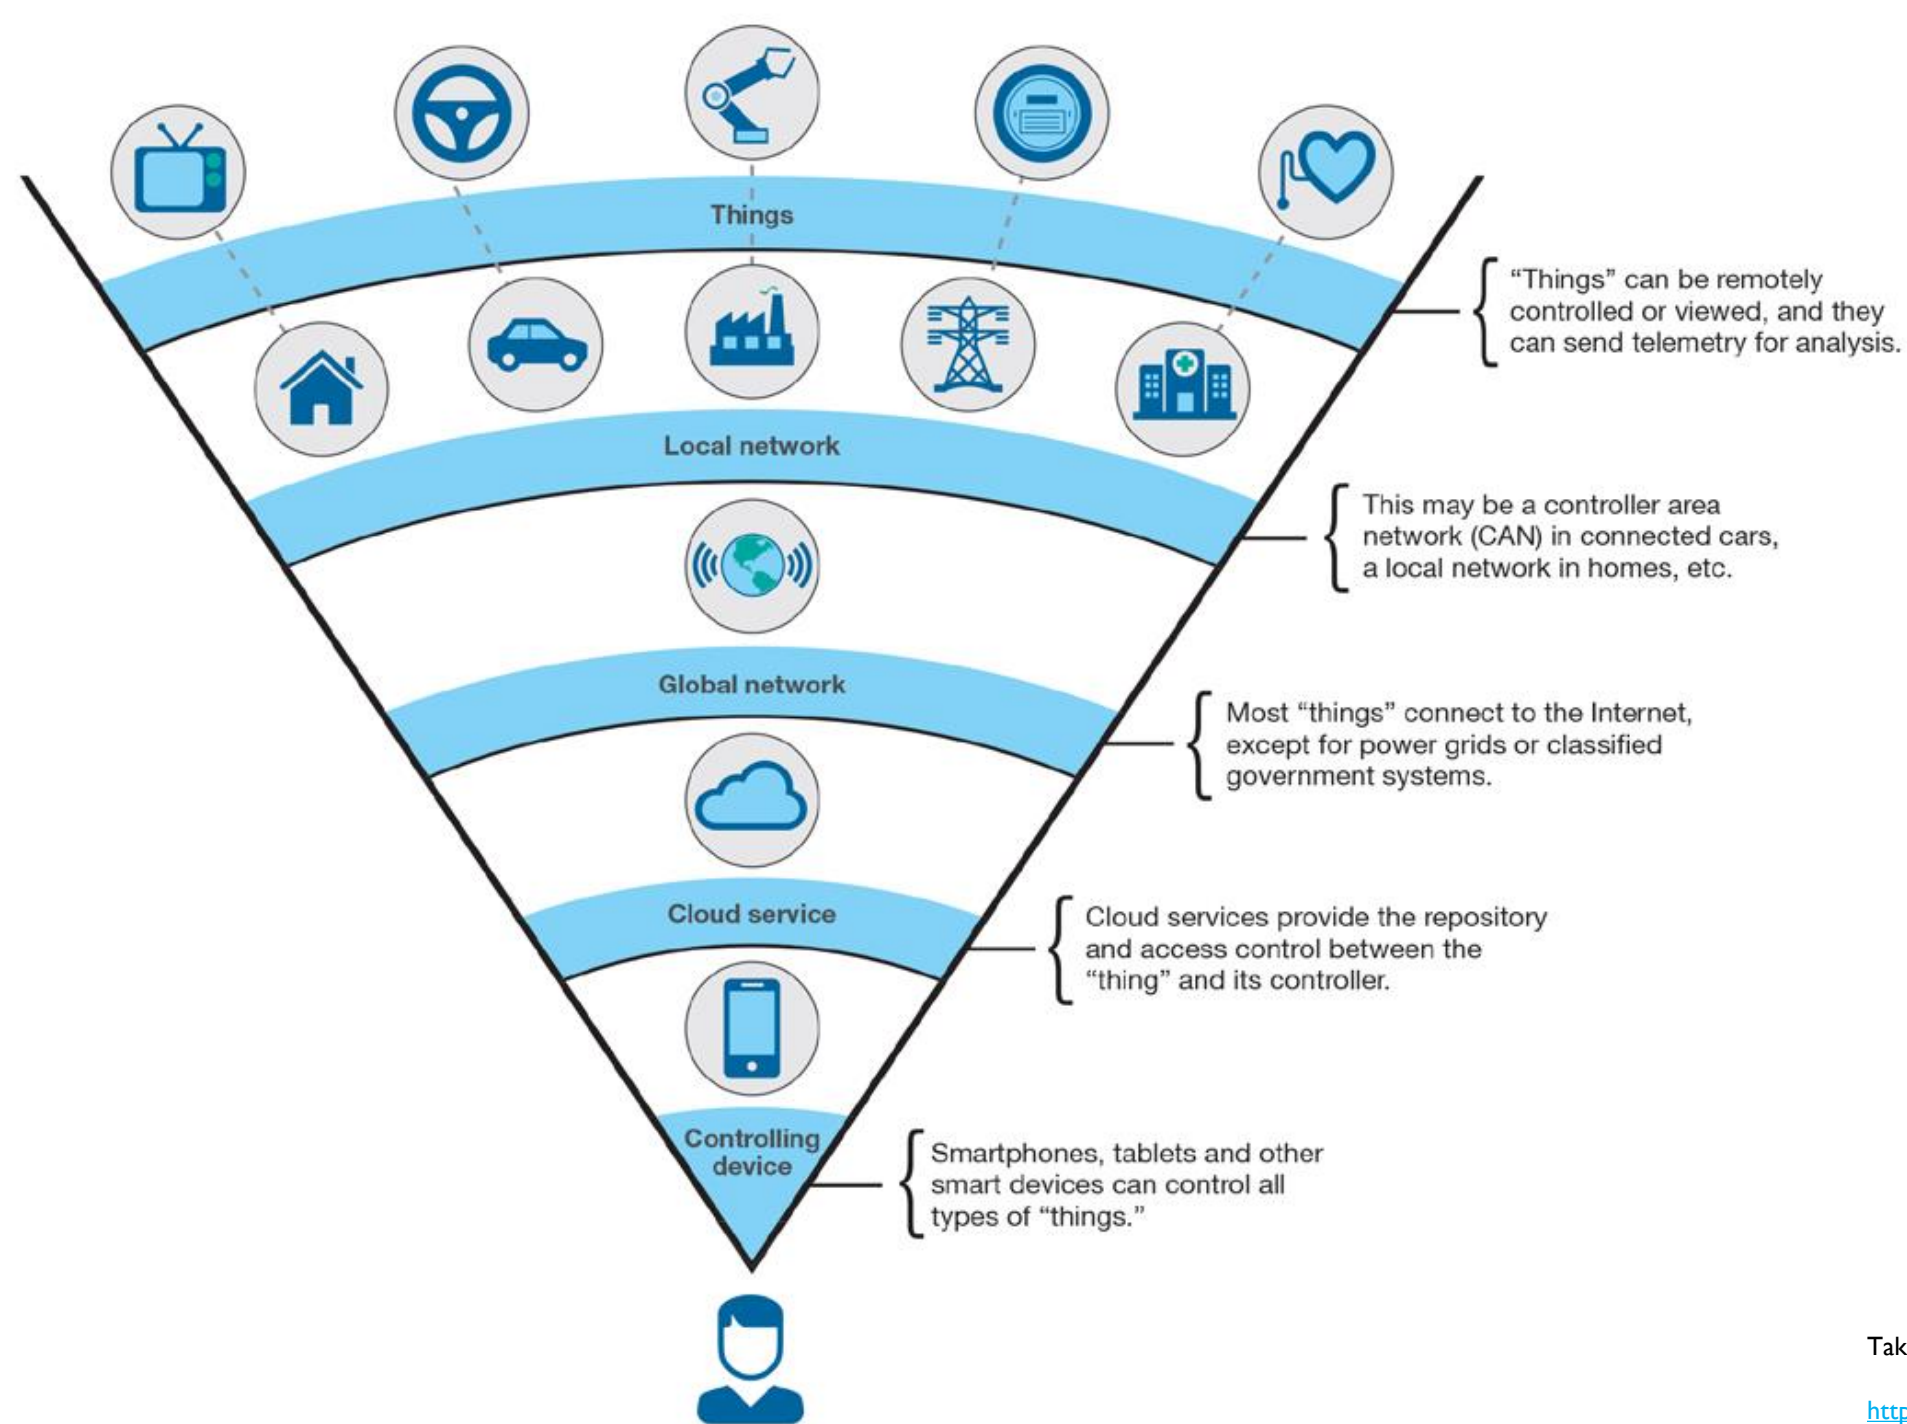 Things
“Things” can be remotely
controlled or viewed, and they
can send telemetry for analysis.
Local network
This may be a controller area
network (CAN) in connected cars,
a local network in homes, etc.
Global network
Most “things” connect to the Internet,
except for power grids or classified
government systems.
Cloud service
Cloud services provide the repository
and access control between the
“thing” and its controller.
Controlling
device
Smartphones, tablets and other
smart devices can control all
types of “things.”
Tak
http